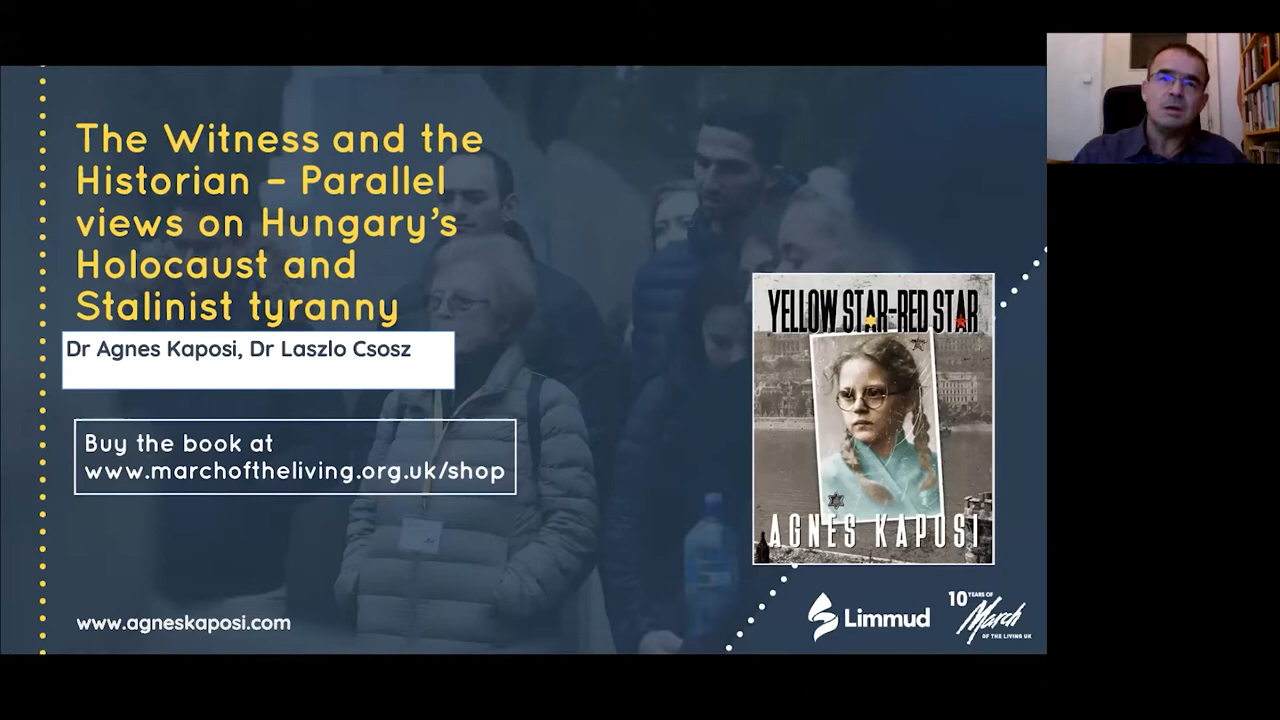 The Witness and the
Historian – Parallel
views on Hungary's
Holocaust and
Stalinist tyranny
Dr Agnes Kaposi, Dr Laszlo Csosz
Buy the book at
www.marchoftheliving.org.uk/shop
YELLOW STAR-RED STAR
AGNES KAPOSI
www.agneskaposi.com
Limmud
10 YEARS OF
March
OF THE LIVING UK